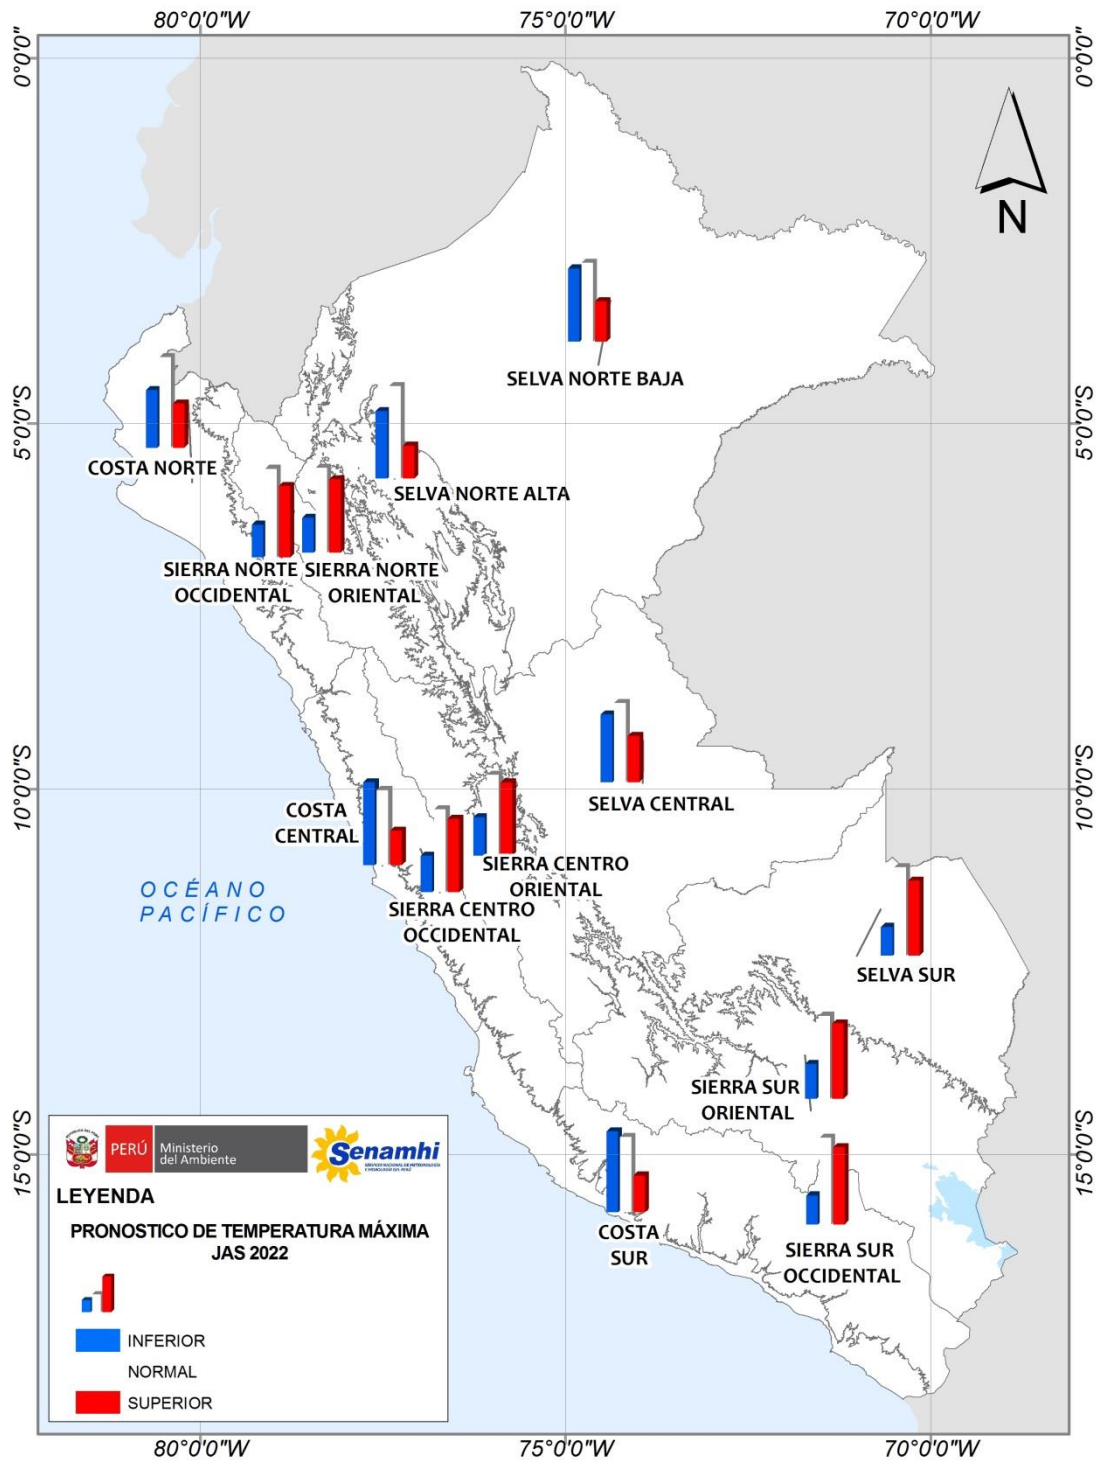 80°0'0"W
75°0'0"W
70°0'0"W
0°0'0"
0°0'0"
N
SELVA NORTE BAJA
5°0'0"S
5°0'0"S
COSTA NORTE
SELVA NORTE ALTA
SIERRA NORTE
OCCIDENTAL
SIERRA NORTE
ORIENTAL
10°0'0"S
10°0'0"S
SELVA CENTRAL
COSTA
CENTRAL
SIERRA CENTRO
ORIENTAL
SIERRA CENTRO
OCCIDENTAL
OCÉANO
PACÍFICO
SELVA SUR
SIERRA SUR
ORIENTAL
15°0'0"S
15°0'0"S
COSTA
SUR
SIERRA SUR
OCCIDENTAL
PERÚ
Ministerio
del Ambiente
Senamhi
LEYENDA
PRONOSTICO DE TEMPERATURA MÁXIMA
JAS 2022
INFERIOR
NORMAL
SUPERIOR
80°0'0"W
75°0'0"W
70°0'0"W